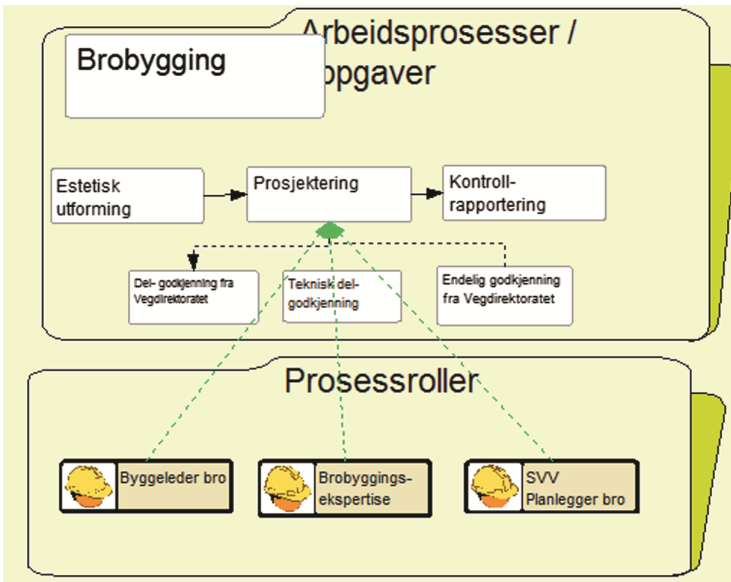 Arbeidsprosesser /
ppgaver
Brobygging
Estetisk
utforming
Prosjektering
Kontroll-
rapportering
Del- godkjenning fra
Vegdirektoratet
Teknisk del-
godkjenning
Endelig godkjenning
fra Vegdirektoratet
Prosessroller
Byggeleder bro
Brobyggings-
ekspertise
SVV
Planlegger bro